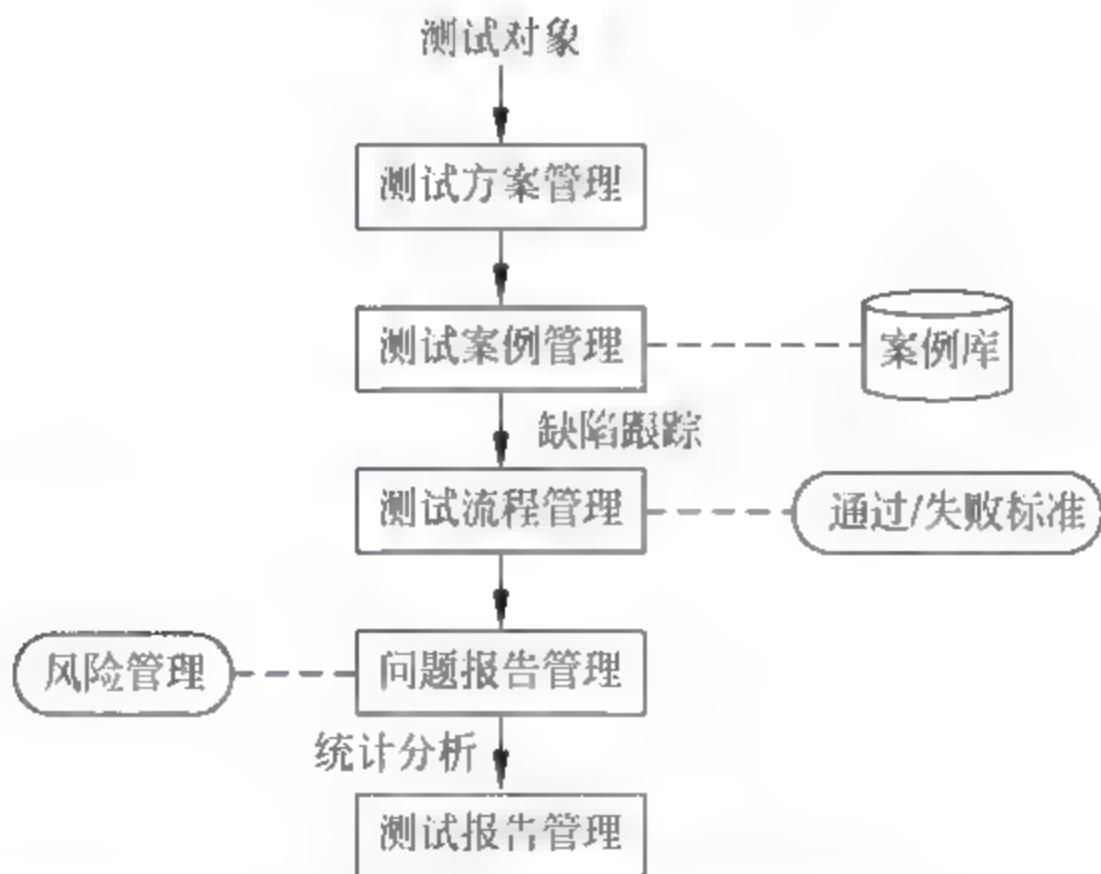 测试对象
测试方案管理
测试案例管理
案例库
缺陷跟踪
测试流程管理
通过/失败标准
风险管理
问题报告管理
统计分析
测试报告管理